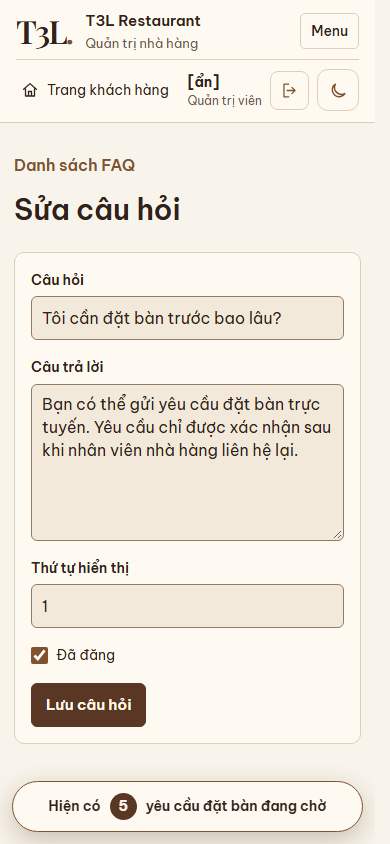 T3L.
T3L Restaurant
Quản trị nhà hàng
Menu
Trang khách hàng
[ẩn]
Quản trị viên
Danh sách FAQ
Sửa câu hỏi
Câu hỏi
Tôi cần đặt bàn trước bao lâu?
Câu trả lời
Bạn có thể gửi yêu cầu đặt bàn trực
tuyến. Yêu cầu chỉ được xác nhận sau
khi nhân viên nhà hàng liên hệ lại.
Thứ tự hiển thị
1
Đã đăng
Lưu câu hỏi
Hiện có 5 yêu cầu đặt bàn đang chờ